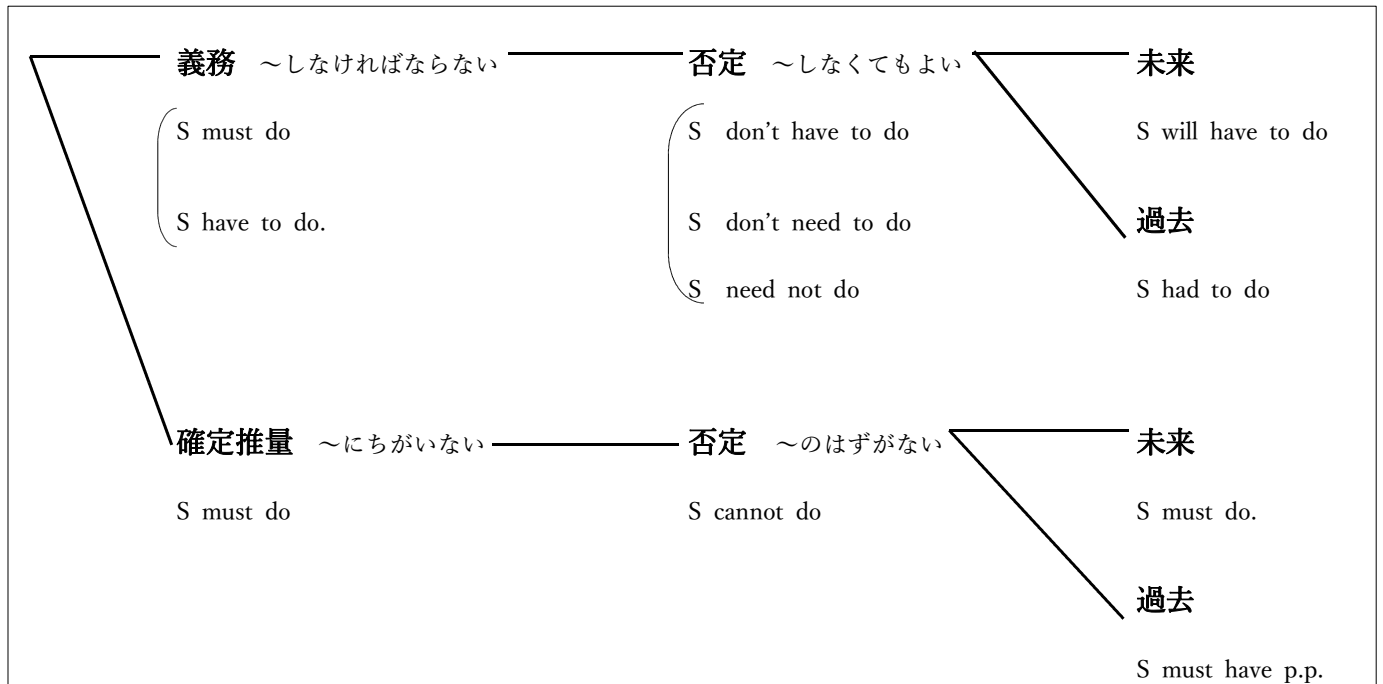 義務 ～しなければならない 否定 ～しなくてもよい 未来
S must do S don't have to do S will have to do
過去
S have to do. S don't need to do
S need not do S had to do
確定推量 ～にちがいない 否定 ～のはずがない 未来
S must do S cannot do S must do.
過去
S must have p.p.